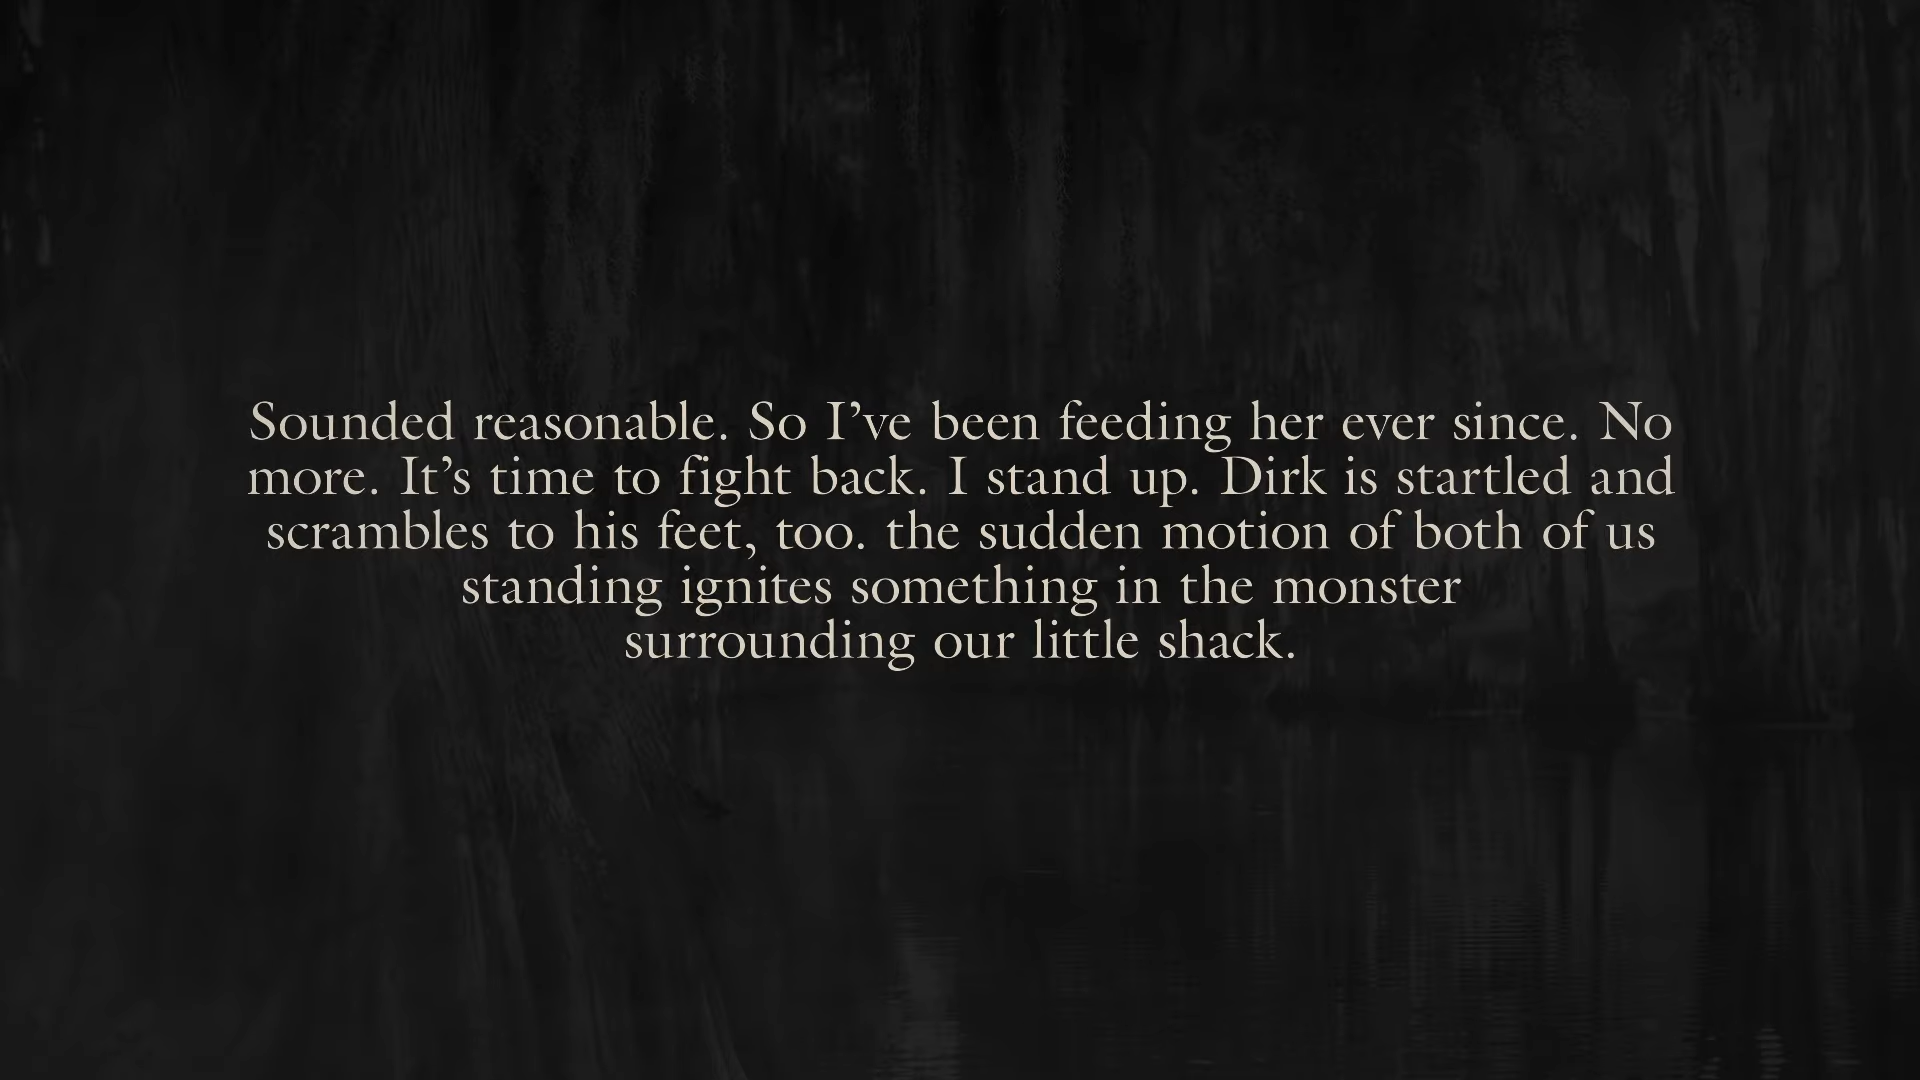 Sounded reasonable. So I’ve been feeding her ever since. No
more. It’s time to fight back. I stand up. Dirk is startled and
scrambles to his feet, too. the sudden motion of both of us
standing ignites something in the monster
surrounding our little shack.